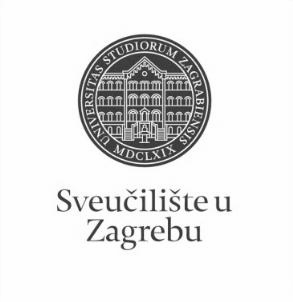 UNIVERSITAS STUDIORUM ZAGRABIENSIS
MDCLXIX
Sveučilište u
Zagrebu